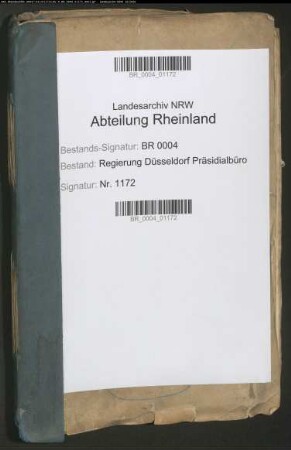 BR_0004_01172
Landesarchiv NRW
Abteilung Rheinland
Bestands-Signatur: BR 0004
Bestand: Regierung Düsseldorf Präsidialbüro
Signatur: Nr. 1172
BR_0004_01172